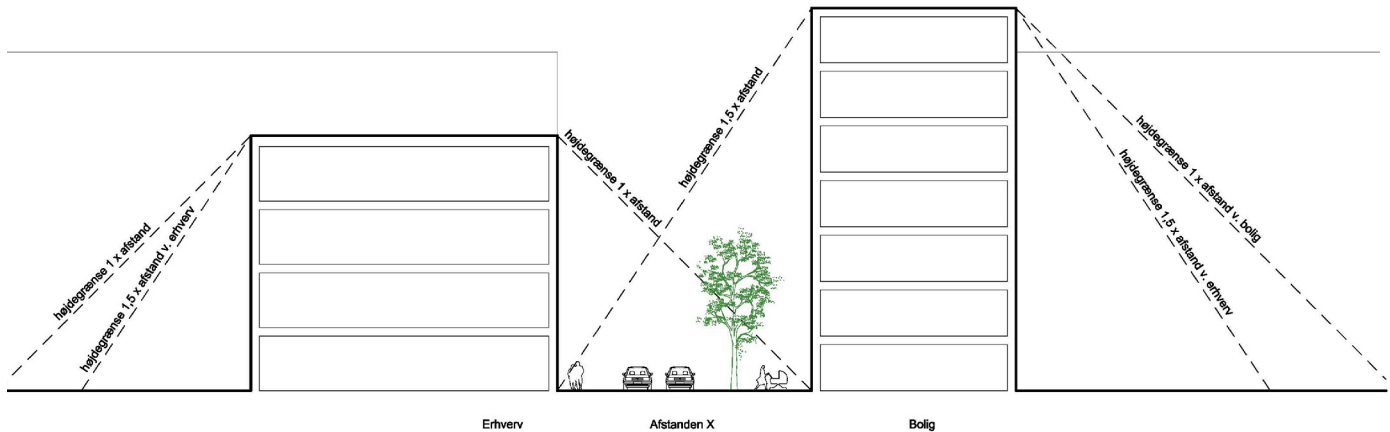 højdegrænse 1 x afstand
højdegrænse 1,5 x afstand v. erhverv
højdegrænse 1 x afstand
højdegrænse 1,5 x afstand
højdegrænse 1 x afstand v. bolig
højdegrænse 1,5 x afstand v. erhverv
Erhverv
Afstanden X
Bolig